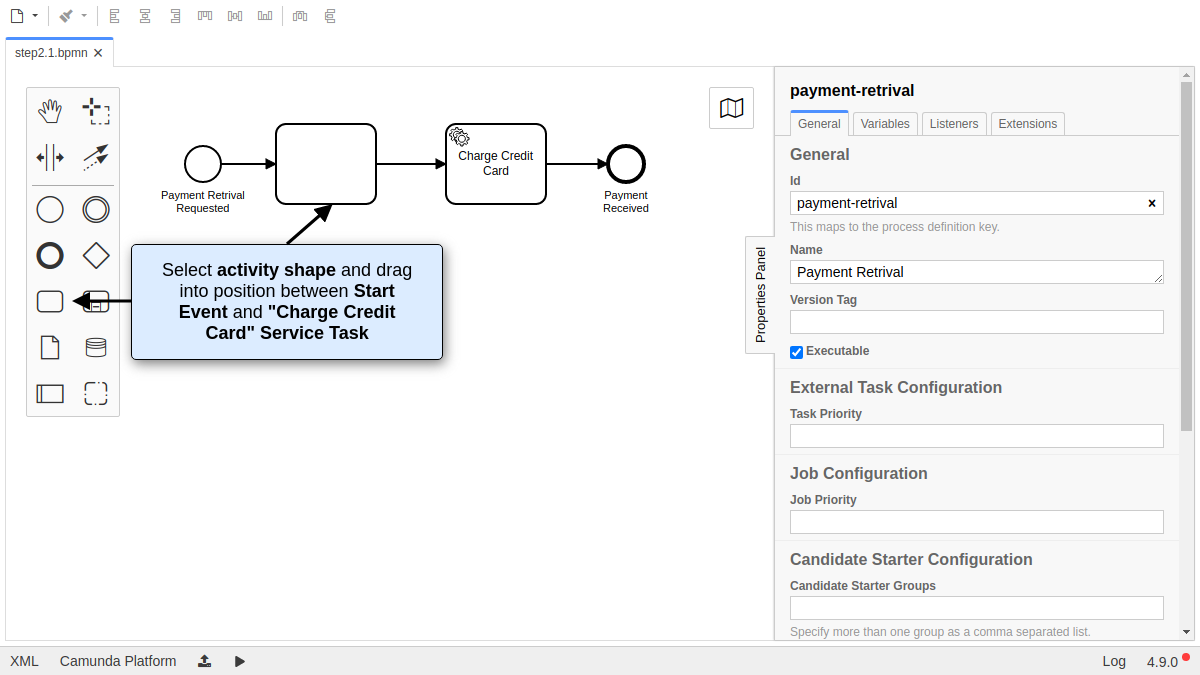 step2.1.bpmn
Payment Retrival
Requested
Charge Credit
Card
Payment
Received
Select activity shape and drag
into position between Start
Event and "Charge Credit
Card" Service Task
Properties Panel
payment-retrival
General
Variables
Listeners
Extensions
General
Id
payment-retrival
This maps to the process definition key.
Name
Payment Retrival
Version Tag
Executable
External Task Configuration
Task Priority
Job Configuration
Job Priority
Candidate Starter Configuration
Candidate Starter Groups
Specify more than one group as a comma separated list.
XML
Camunda Platform
Log
4.9.0